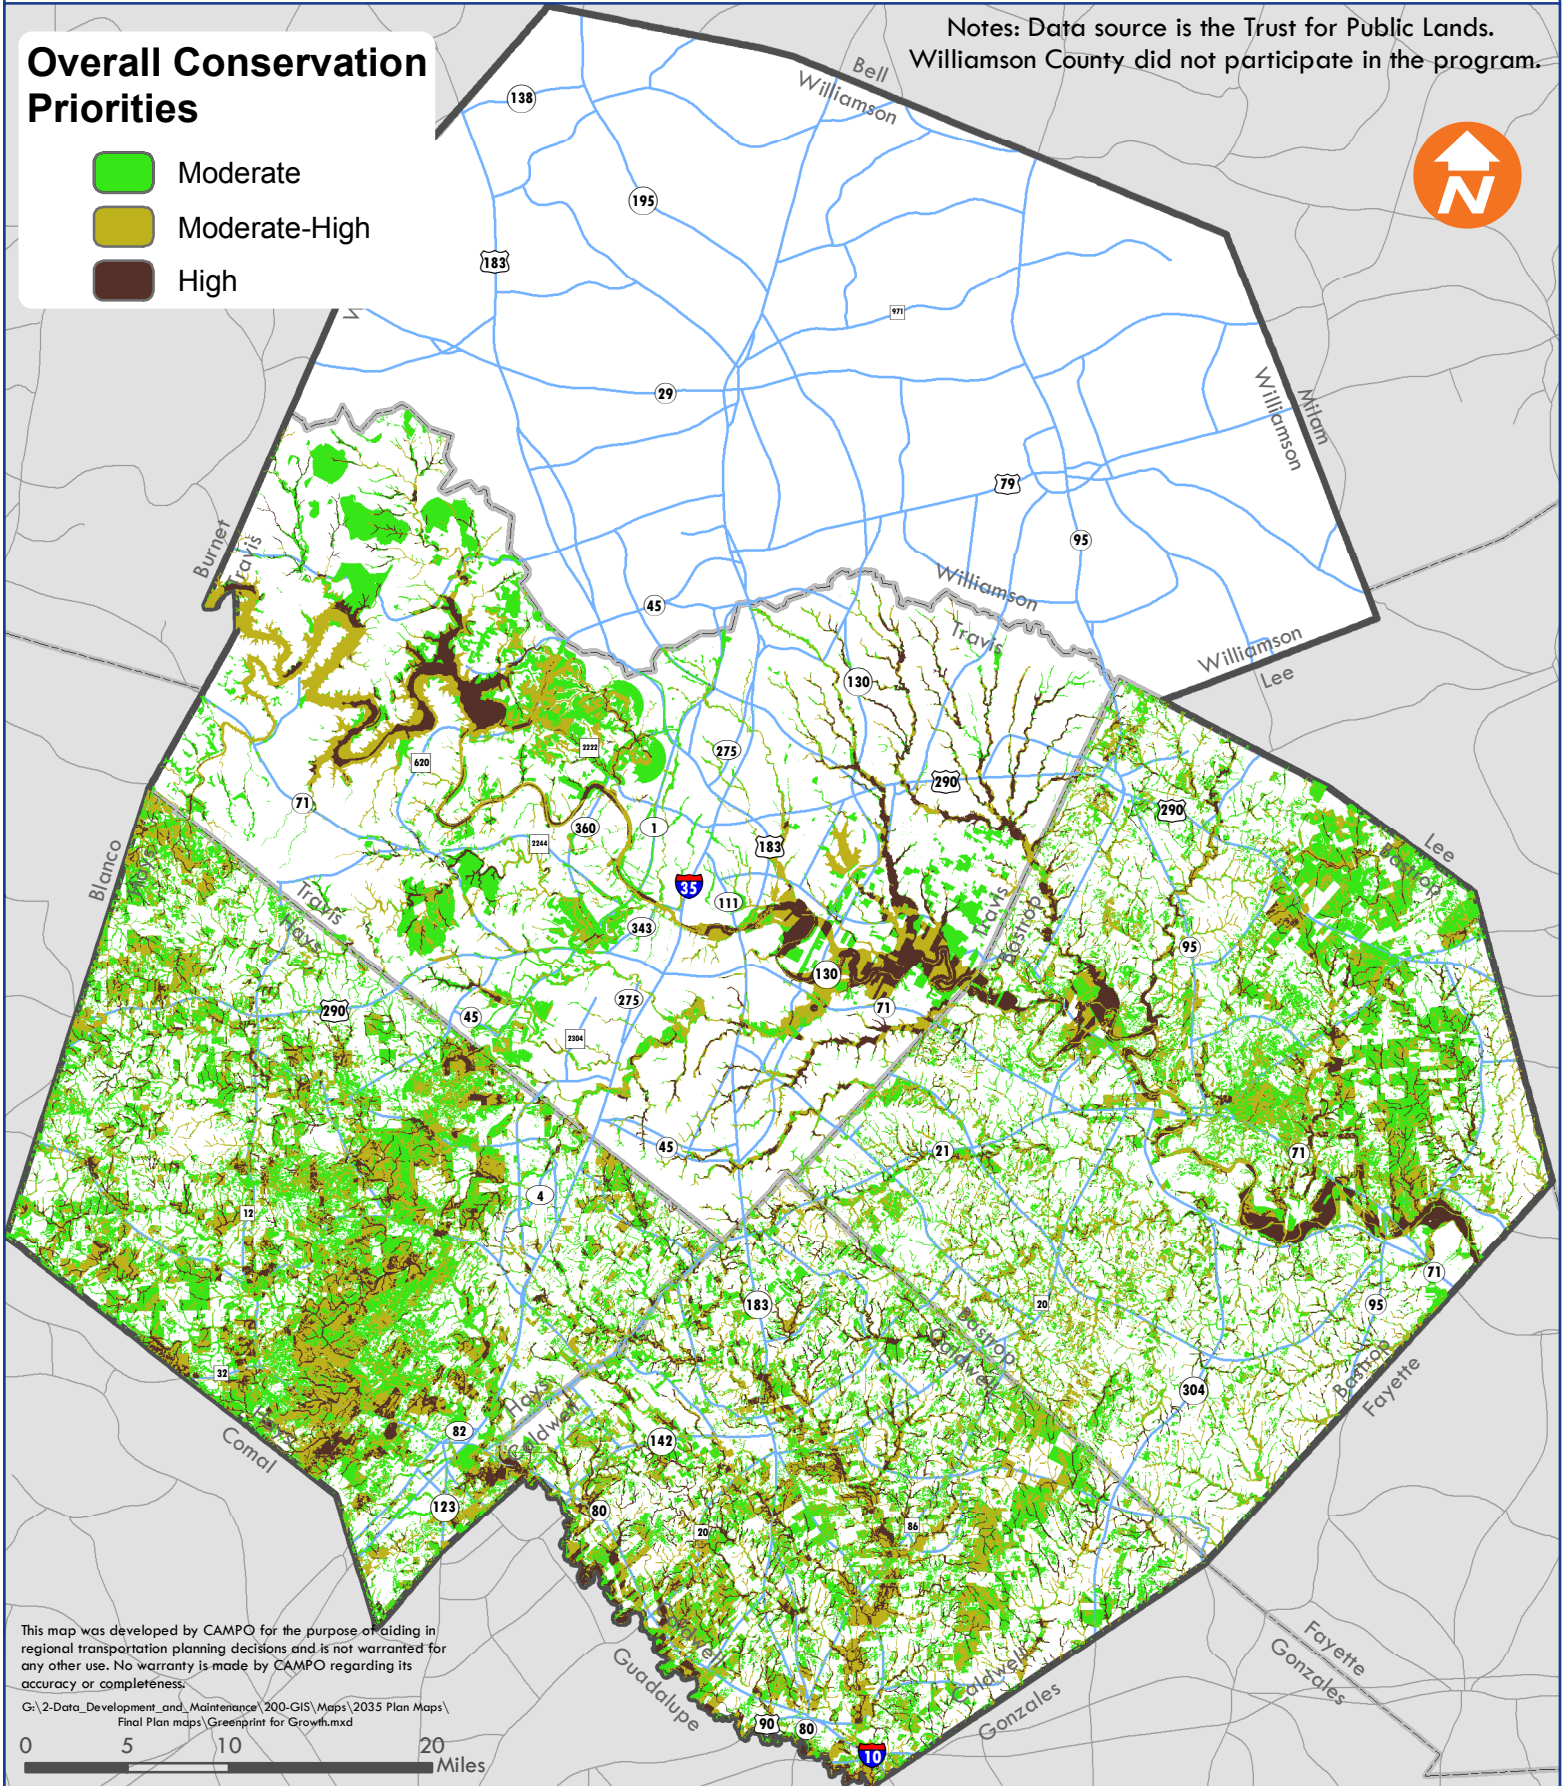 Notes: Data source is the Trust for Public Lands.
Williamson County did not participate in the program.
Overall Conservation
Priorities
Moderate
Moderate-High
High
N
Bell
Williamson
138
195
183
971
29
Milam
Williamson
79
95
Burnet
Travis
45
Williamson
Travis
Williamson
Lee
130
275
2222
620
290
71
290
360
1
2244
183
Lee
Bastrop
Blanco
Hays
35
111
Travis
Hays
343
Travis
Bastrop
95
130
290
45
275
71
2304
45
21
71
4
12
183
20
71
95
Bastrop
Caldwell
32
Hays
Comal
Hays
Caldwell
82
142
304
Bastrop
Fayette
123
80
20
86
Caldwell
Guadalupe
90
80
10
Caldwell
Gonzales
Fayette
Gonzales
This map was developed by CAMPO for the purpose of aiding in
regional transportation planning decisions and is not warranted for
any other use. No warranty is made by CAMPO regarding its
accuracy or completeness.
G:\2-Data_Development_and_Maintenance\200-GIS\Maps\2035 Plan Maps\
Final Plan maps\Greenprint for Growth.mxd
0 5 10 20
Miles